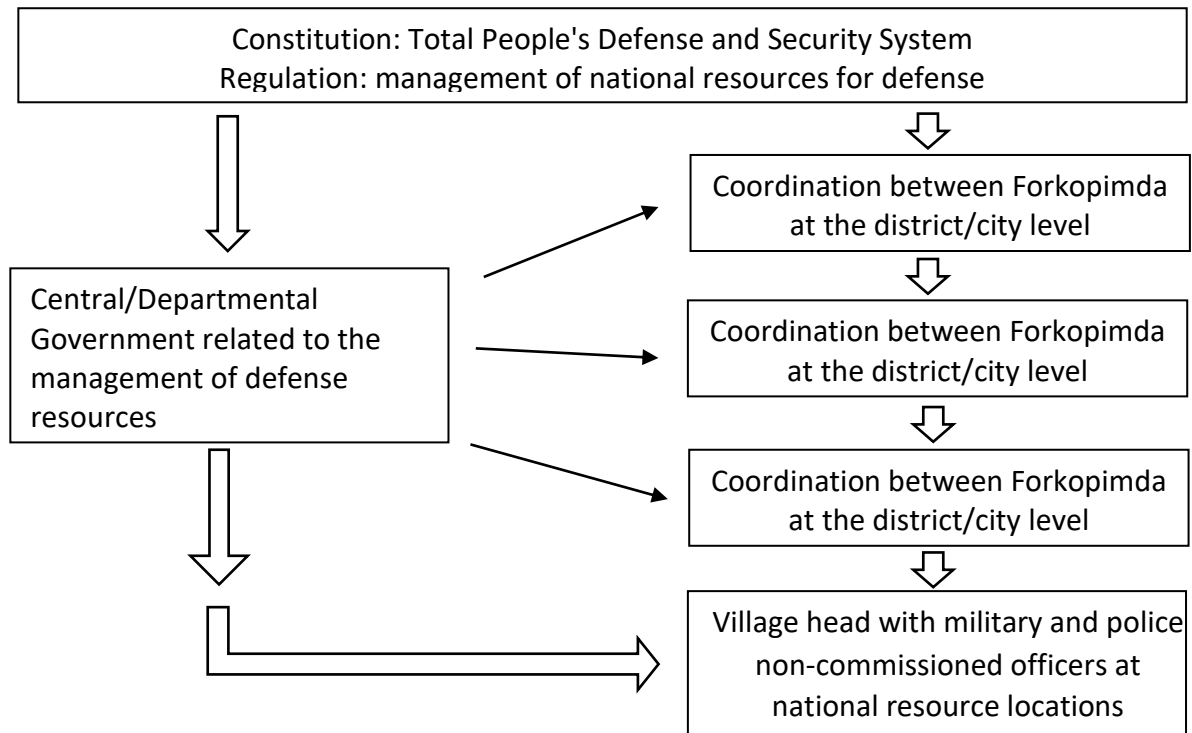 Constitution: Total People's Defense and Security System
Regulation: management of national resources for defense
Coordination between Forkopimda
at the district/city level
Central/Departmental
Government related to the
management of defense
resources
Coordination between Forkopimda
at the district/city level
Coordination between Forkopimda
at the district/city level
Village head with military and police
non-commissioned officers at
national resource locations